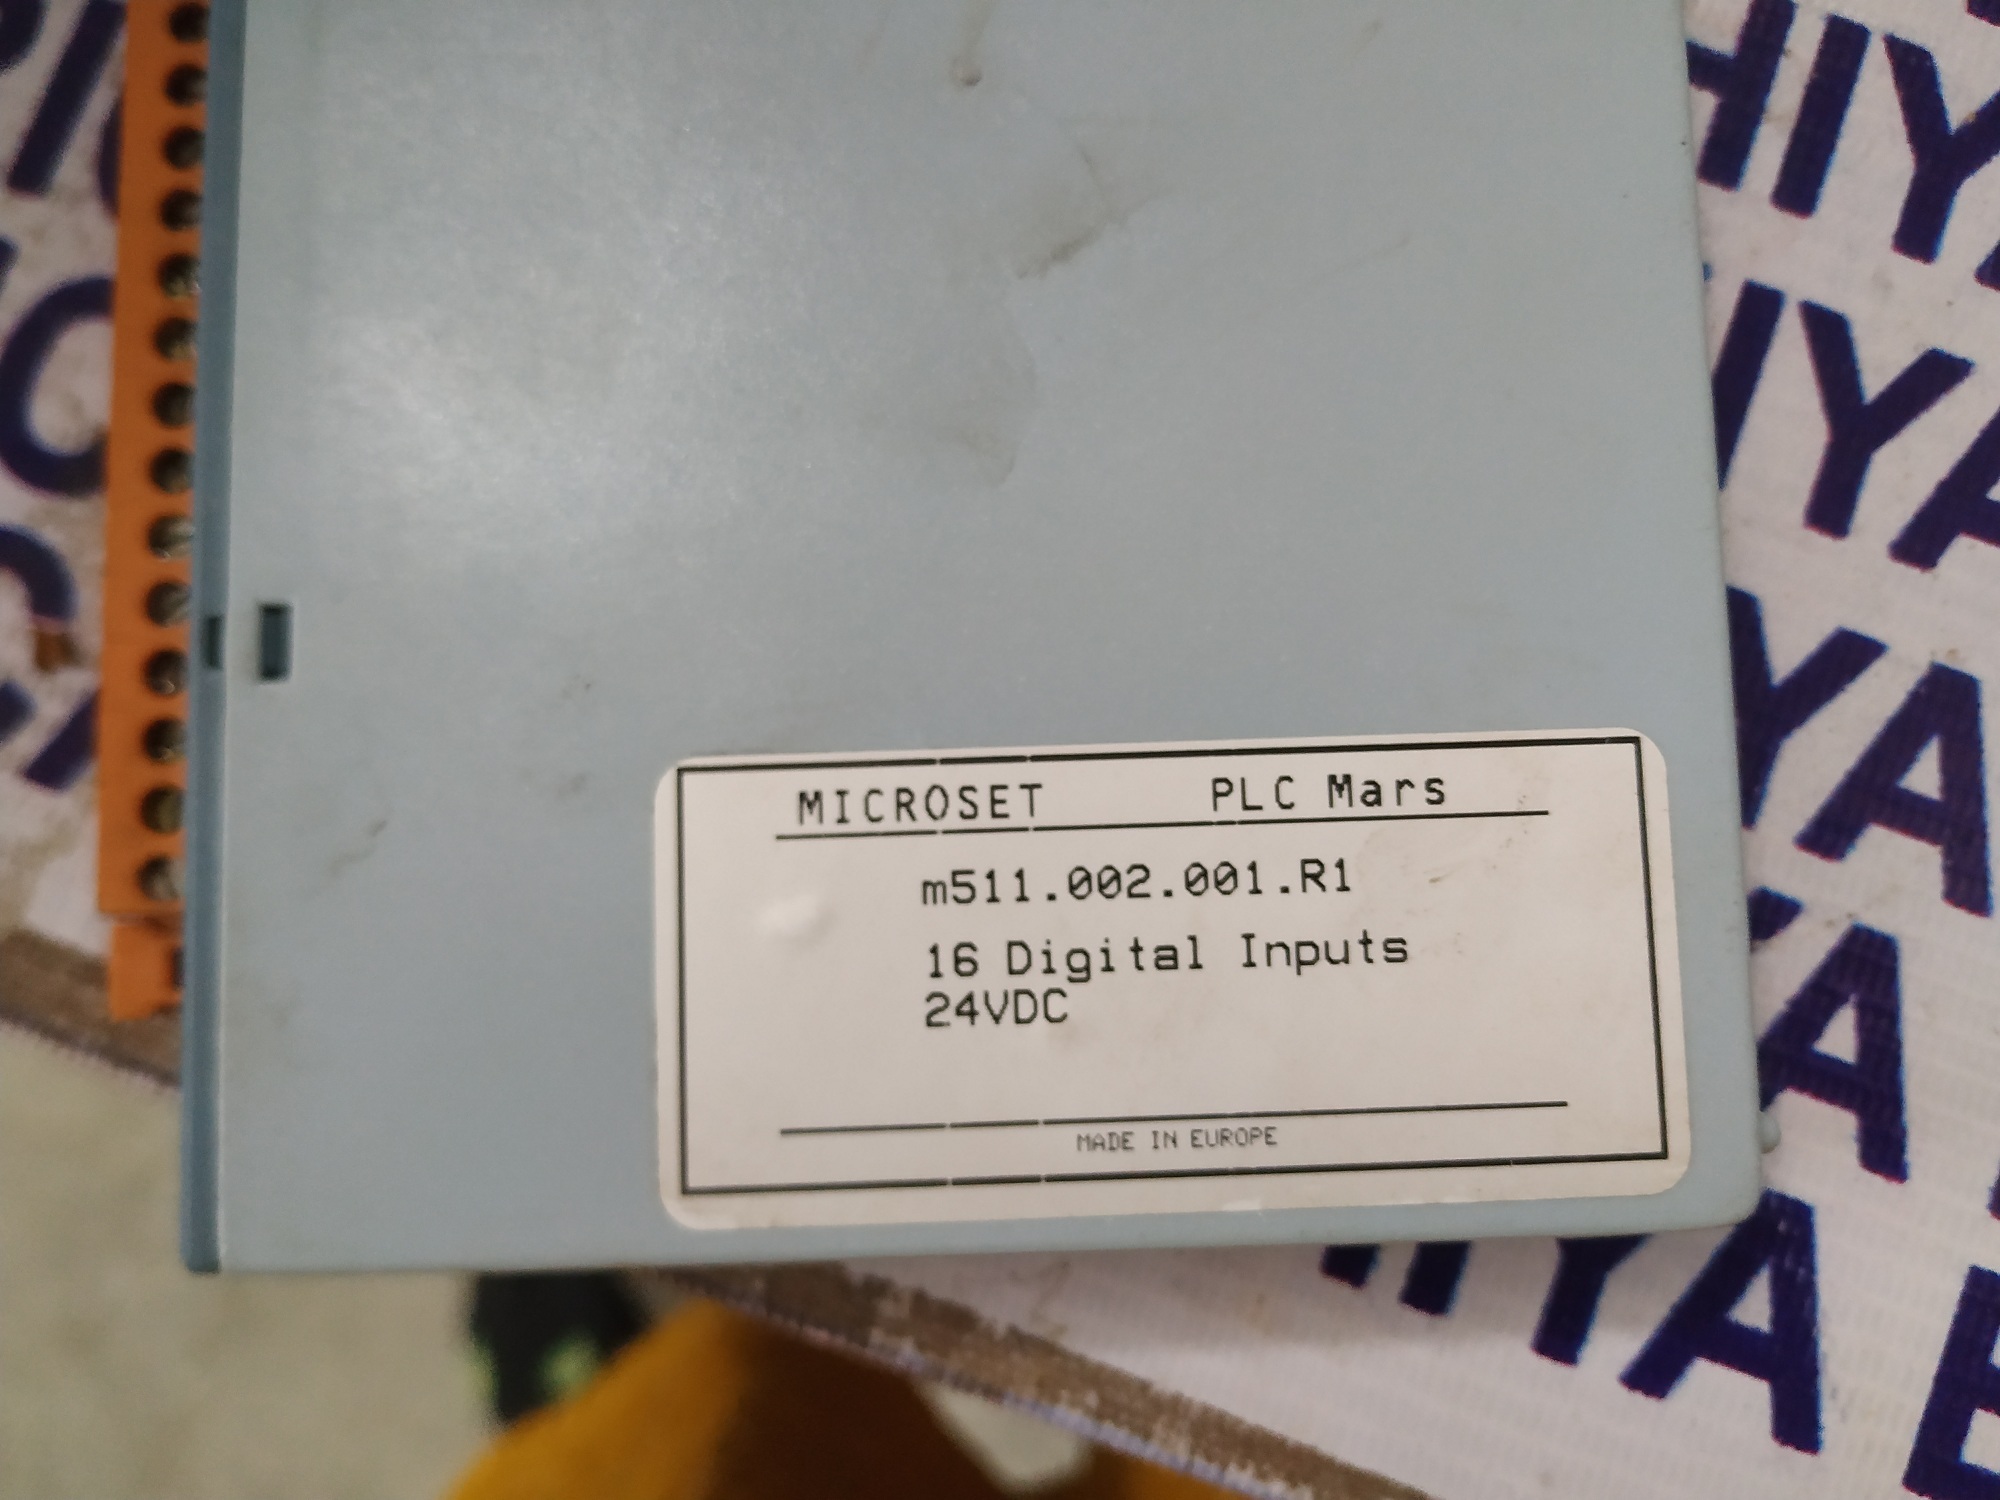 MICROSET PLC Mars
m511.002.001.R1
16 Digital Inputs
24VDC
MADE IN EUROPE